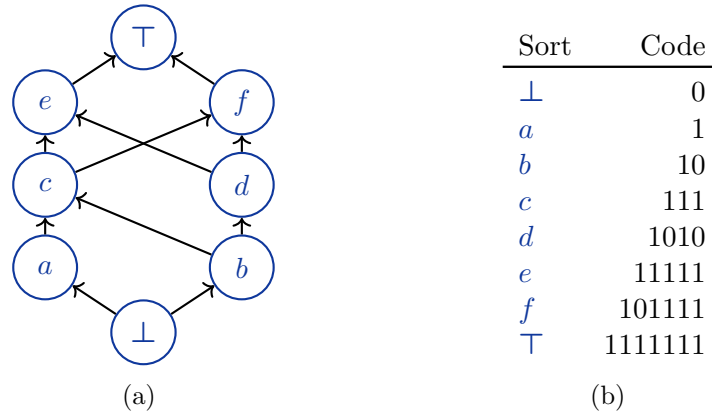 ⊤
e f
c d
a b
⊥
(a)
Sort Code
⊥ 0
a 1
b 10
c 111
d 1010
e 11111
f 101111
⊤ 1111111
(b)